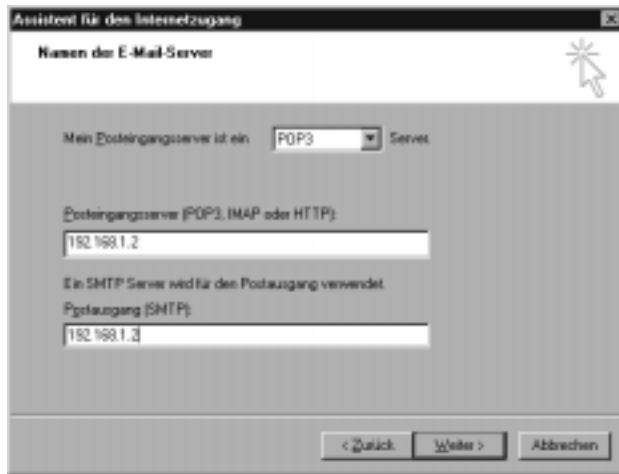 Assistent für den Internetzugang
Namen der E-Mail-Server
Mein Posteingangsserver ist ein POP3 Server.
Posteingangsserver (POP3, IMAP oder HTTP):
192.168.1.2
Ein SMTP Server wird für den Postausgang verwendet.
Postausgang (SMTP):
192.168.1.2
< Zurück Weiter > Abbrechen